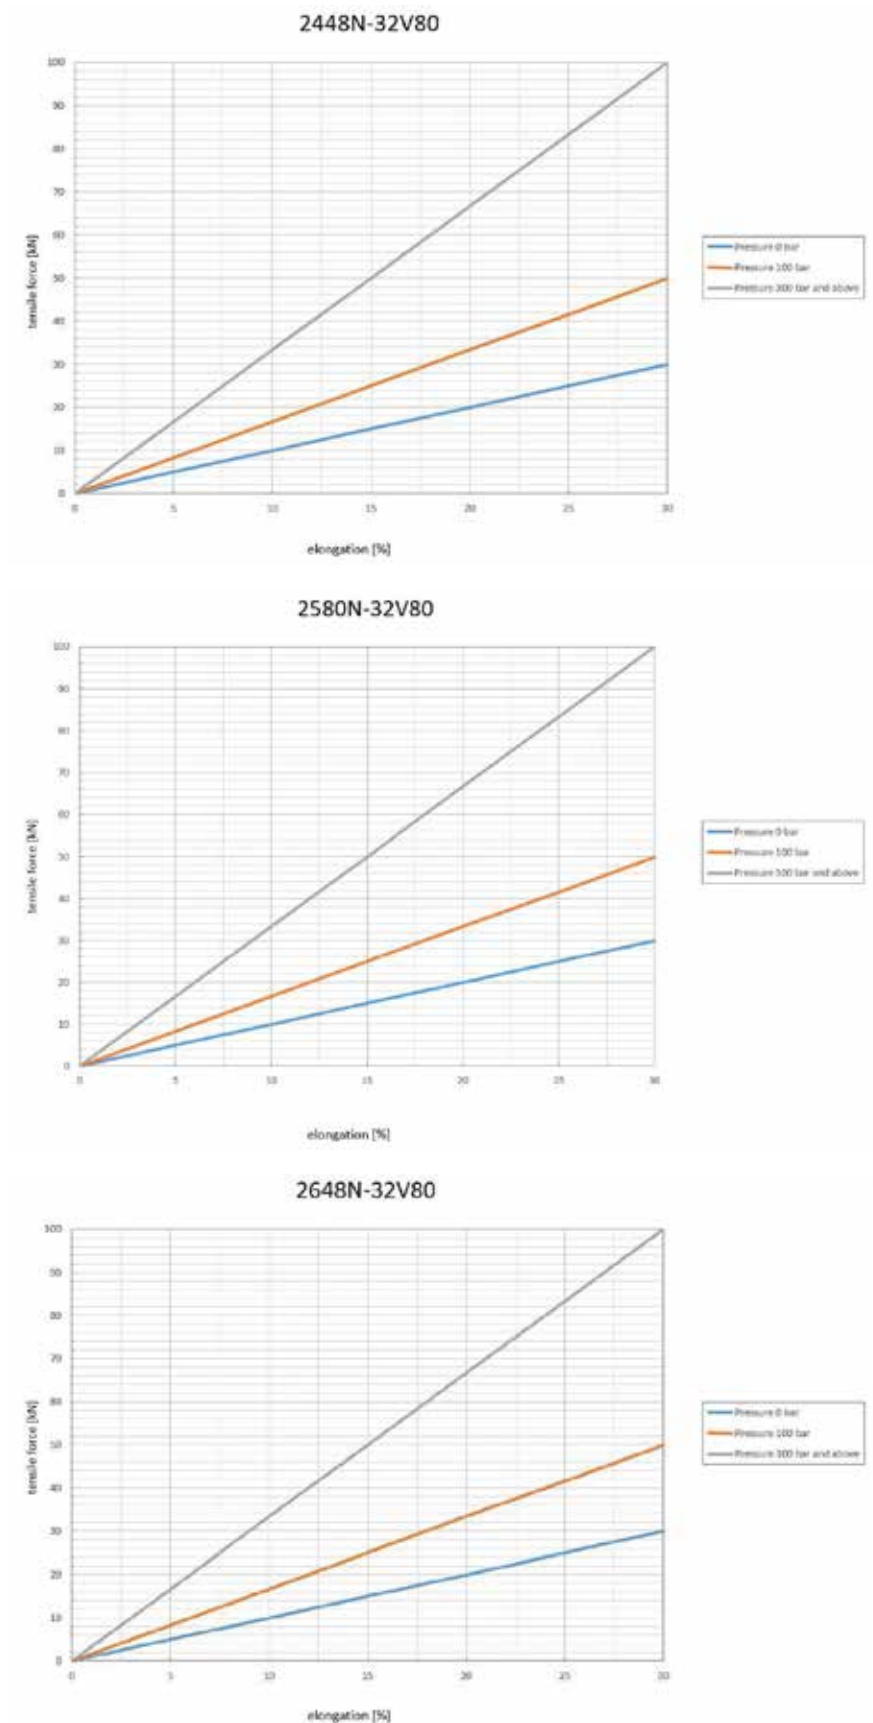 2448N-32V80
100
90
80
70
60
50
40
30
20
10
0
tensile force [kN]
0 5 10 15 20 25 30
elongation [%]
Pressure 0 bar
Pressure 100 bar
Pressure 300 bar and above
2580N-32V80
100
90
80
70
60
50
40
30
20
10
0
tensile force [kN]
0 5 10 15 20 25 30
elongation [%]
Pressure 0 bar
Pressure 100 bar
Pressure 300 bar and above
2648N-32V80
100
90
80
70
60
50
40
30
20
10
0
tensile force [kN]
0 5 10 15 20 25 30
elongation [%]
Pressure 0 bar
Pressure 100 bar
Pressure 300 bar and above